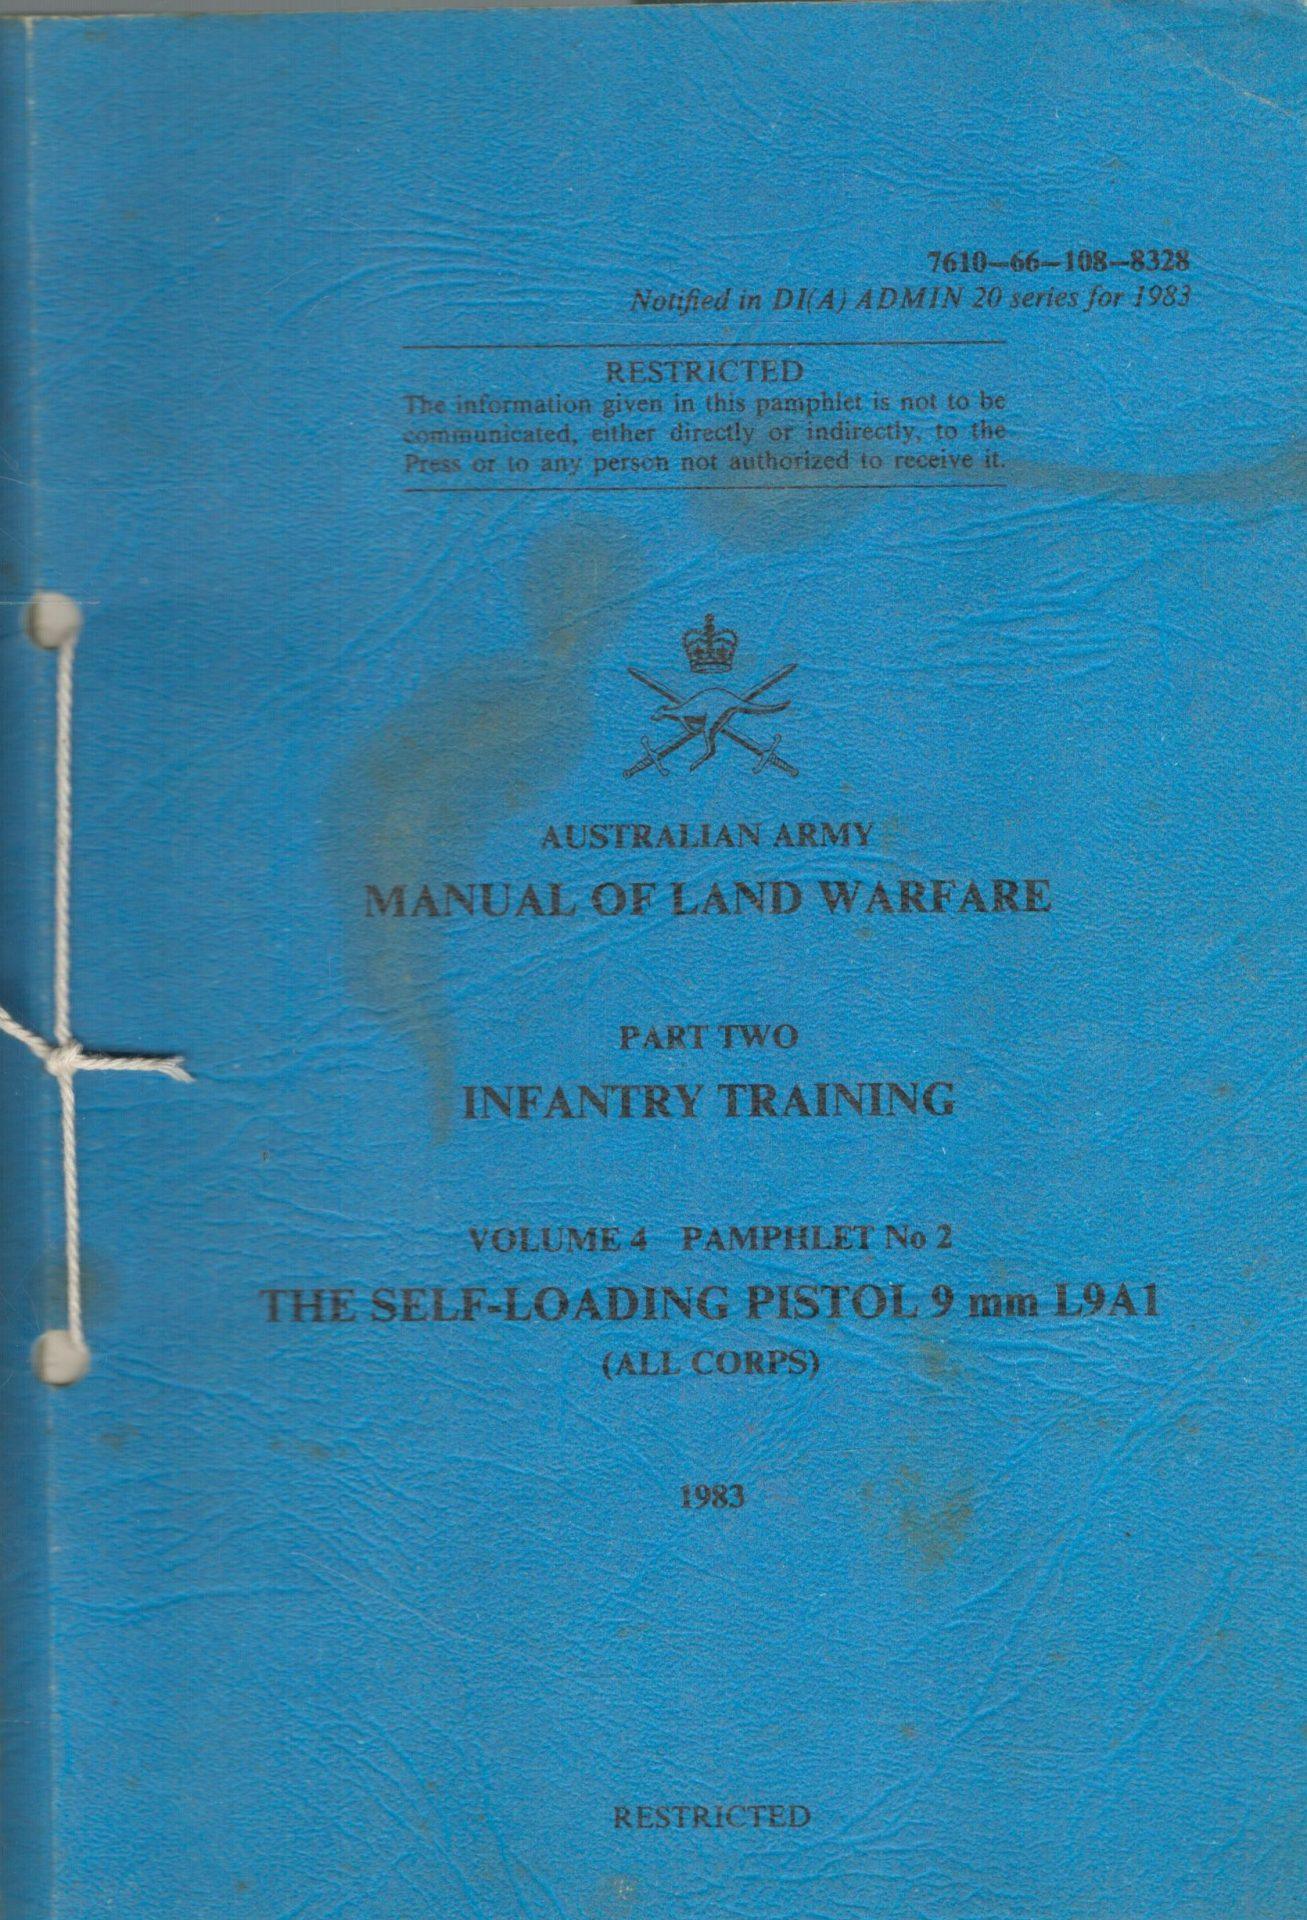 7610–66–108–8328
Notified in DI(A) ADMIN 20 series for 1983
RESTRICTED
The information given in this pamphlet is not to be
communicated, either directly or indirectly, to the
Press or to any person not authorized to receive it.
AUSTRALIAN ARMY
MANUAL OF LAND WARFARE
PART TWO
INFANTRY TRAINING
VOLUME 4 PAMPHLET No 2
THE SELF-LOADING PISTOL 9 mm L9A1
(ALL CORPS)
1983
RESTRICTED